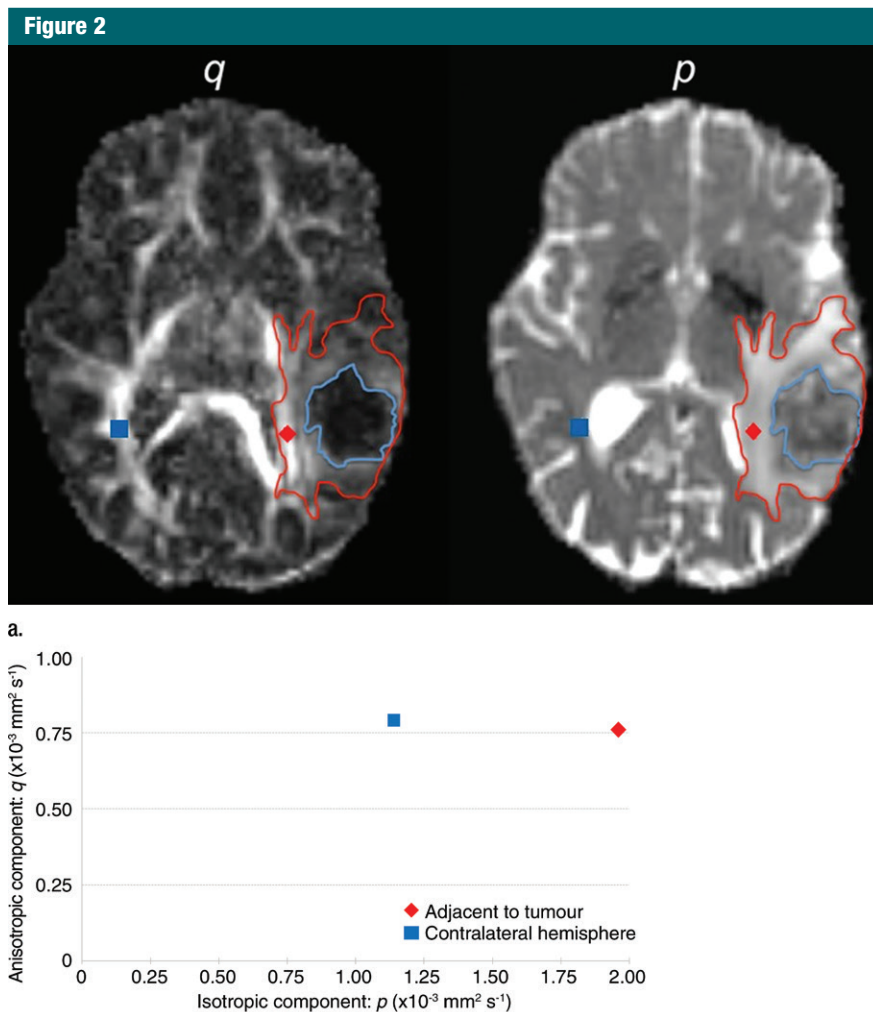 Figure 2
q
p
a.
Anisotropic component: q (x10⁻³ mm² s⁻¹)
1.00
0.75
0.50
0.25
0
Adjacent to tumour
Contralateral hemisphere
0 0.25 0.50 0.75 1.00 1.25 1.50 1.75 2.00
Isotropic component: p (x10⁻³ mm² s⁻¹)